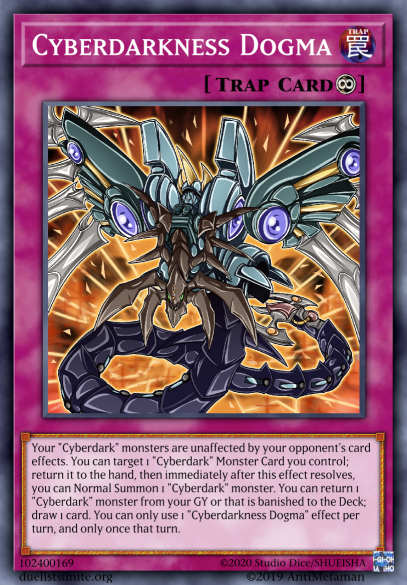 Cyberdarkness Dogma
TRAP
罠
[ Trap Card ]
Your "Cyberdark" monsters are unaffected by your opponent's card
effects. You can target 1 "Cyberdark" Monster Card you control;
return it to the hand, then immediately after this effect resolves,
you can Normal Summon 1 "Cyberdark" monster. You can return 1
"Cyberdark" monster from your GY or that is banished to the Deck;
draw 1 card. You can only use 1 "Cyberdarkness Dogma" effect per
turn, and only once that turn.
102400169
©2020 Studio Dice/SHUEISHA
duelistsunite.org
©2019 AntiMetaman